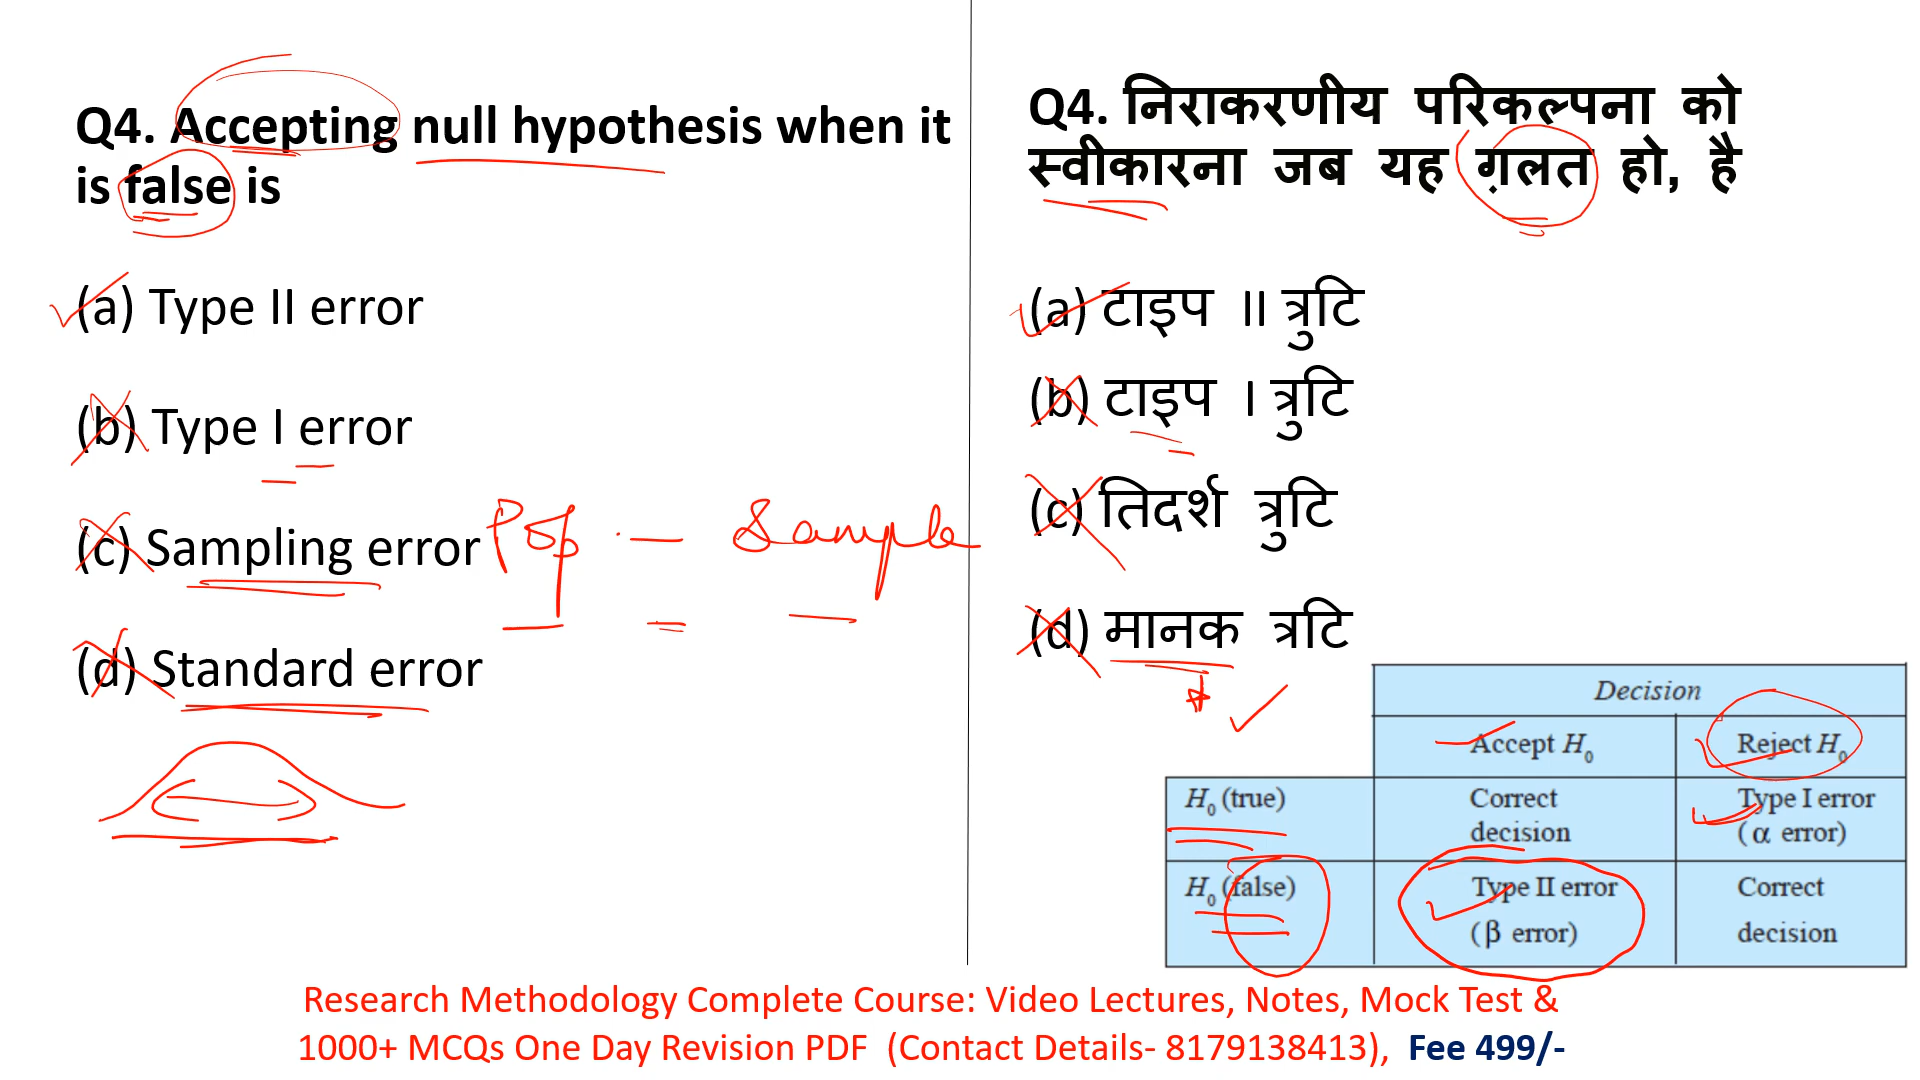 Q4. Accepting null hypothesis when it
is false is
(a) Type II error
(b) Type I error
(c) Sampling error
(d) Standard error
Pop - Sample
Q4. निराकरणीय परिकल्पना को
स्वीकारना जब यह ग़लत हो, है
(a) टाइप II त्रुटि
(b) टाइप I त्रुटि
(c) तिदर्श त्रुटि
(d) मानक त्रटि
Decision
Accept H₀ Reject H₀
H₀ (true) Correct decision Type I error (α error)
H₀ (false) Type II error (β error) Correct decision
Research Methodology Complete Course: Video Lectures, Notes, Mock Test &
1000+ MCQs One Day Revision PDF (Contact Details- 8179138413), Fee 499/-